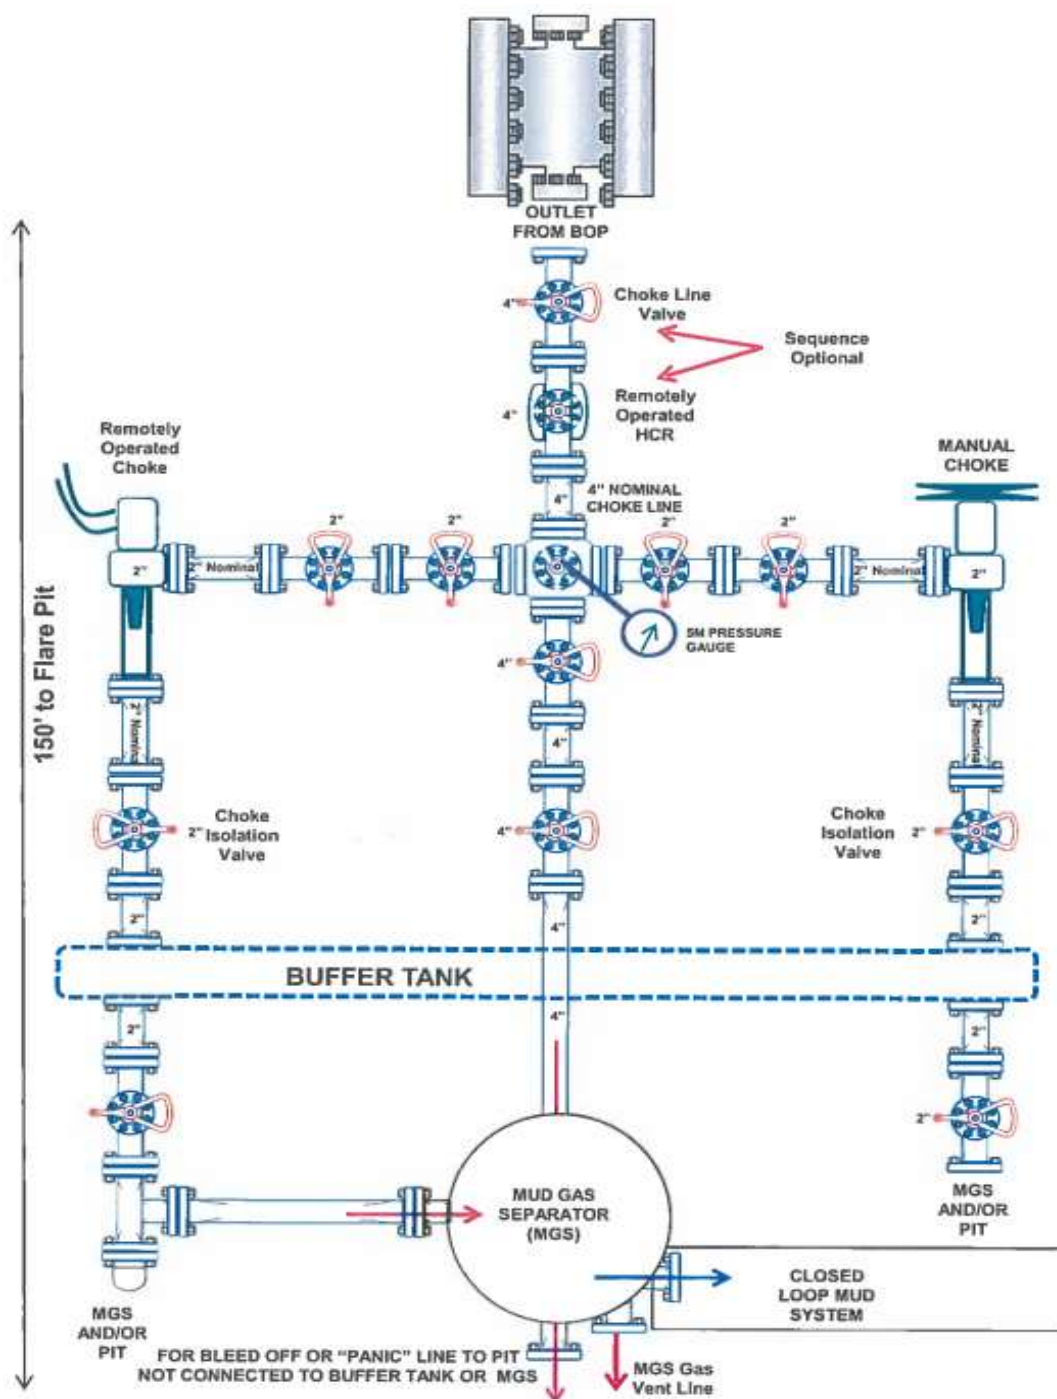 OUTLET
FROM BOP
4"
Choke Line
Valve
Sequence
Optional
4"
Remotely
Operated
HCR
Remotely
Operated
Choke
MANUAL
CHOKE
4"
4" NOMINAL
CHOKE LINE
2"
2"
2"
2"
2"
2" Nominal
2" Nominal
2"
5M PRESSURE
GAUGE
4"
150' to Flare Pit
2" Nominal
4"
2" Nominal
2"
Choke
Isolation
Valve
4"
Choke
Isolation
Valve
2"
2"
4"
2"
BUFFER TANK
2"
4"
2"
2"
MUD GAS
SEPARATOR
(MGS)
MGS
AND/OR
PIT
CLOSED
LOOP MUD
SYSTEM
MGS
AND/OR
PIT
FOR BLEED OFF OR "PANIC" LINE TO PIT
NOT CONNECTED TO BUFFER TANK OR MGS
MGS Gas
Vent Line